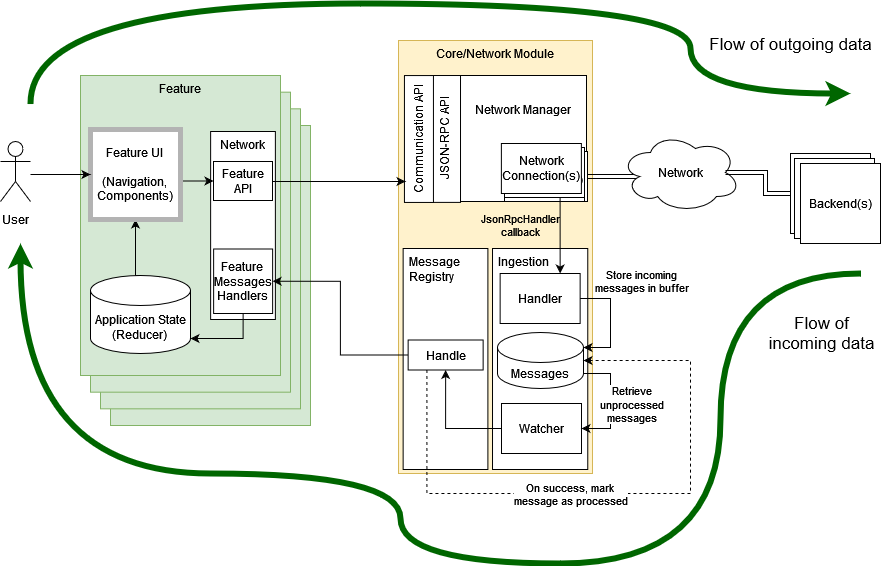 Flow of outgoing data
Core/Network Module
Feature
Communication API
JSON-RPC API
Network Manager
Feature UI
(Navigation,
Components)
Network
Feature
API
Network
Connection(s)
Network
Backend(s)
User
JsonRpcHandler
callback
Message
Registry
Ingestion
Feature
Messages
Handlers
Handler
Store incoming
messages in buffer
Application State
(Reducer)
Flow of
incoming data
Handle
Messages
Retrieve
unprocessed
messages
Watcher
On success, mark
message as processed